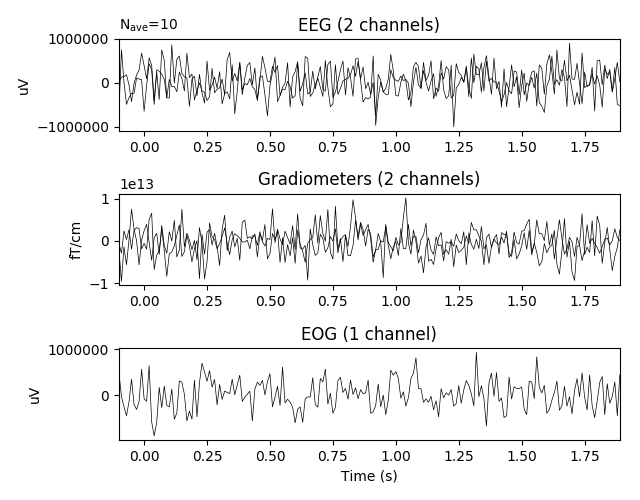 N_ave=10
EEG (2 channels)
1000000
0
−1000000
uV
0.00 0.25 0.50 0.75 1.00 1.25 1.50 1.75
1e13
Gradiometers (2 channels)
1
0
−1
fT/cm
0.00 0.25 0.50 0.75 1.00 1.25 1.50 1.75
EOG (1 channel)
1000000
0
uV
0.00 0.25 0.50 0.75 1.00 1.25 1.50 1.75
Time (s)